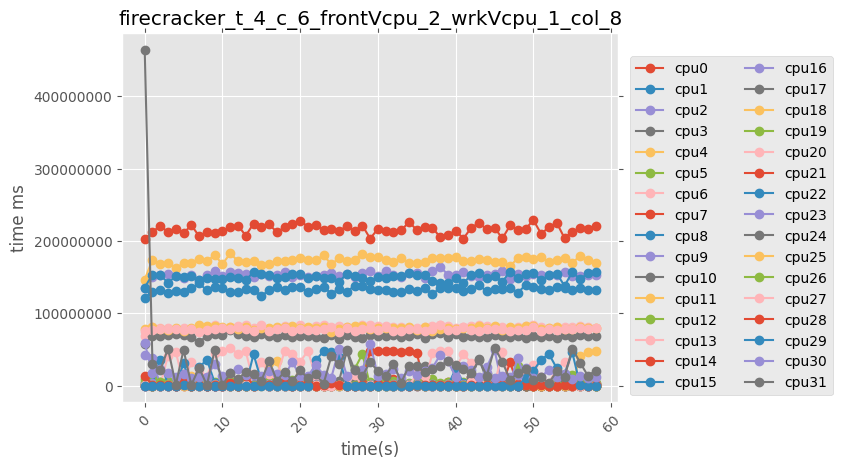 firecracker_t_4_c_6_frontVcpu_2_wrkVcpu_1_col_8
time ms
400000000
300000000
200000000
100000000
0
0
10
20
30
40
50
60
time(s)
cpu0
cpu1
cpu2
cpu3
cpu4
cpu5
cpu6
cpu7
cpu8
cpu9
cpu10
cpu11
cpu12
cpu13
cpu14
cpu15
cpu16
cpu17
cpu18
cpu19
cpu20
cpu21
cpu22
cpu23
cpu24
cpu25
cpu26
cpu27
cpu28
cpu29
cpu30
cpu31